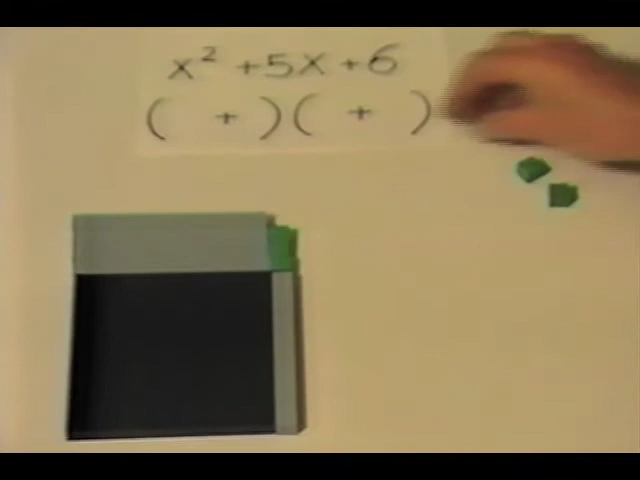 x² +5x +6
(  +  )(  +  )